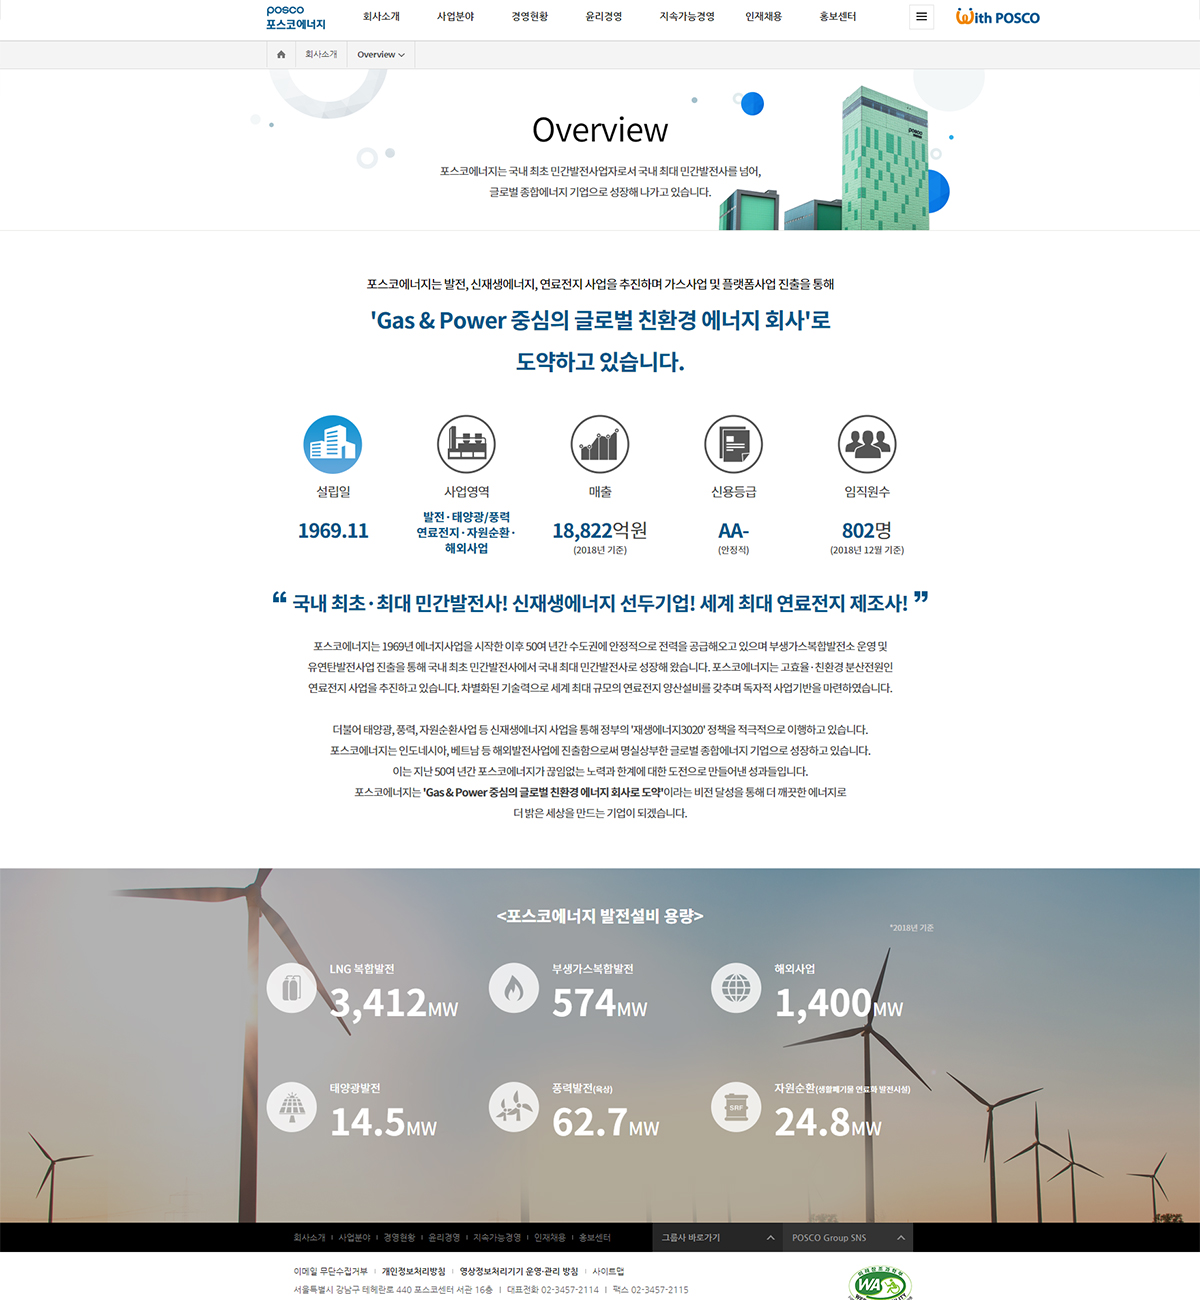 posco
포스코에너지
회사소개 사업분야 경영현황 윤리경영 지속가능경영 인재채용 홍보센터
With POSCO
회사소개 Overview
Overview
포스코에너지는 국내 최초 민간발전사업자로서 국내 최대 민간발전사를 넘어,
글로벌 종합에너지 기업으로 성장해 나가고 있습니다.
posco
포스코에너지는 발전, 신재생에너지, 연료전지 사업을 추진하며 가스사업 및 플랫폼사업 진출을 통해
'Gas & Power 중심의 글로벌 친환경 에너지 회사'로
도약하고 있습니다.
설립일 사업영역 매출 신용등급 임직원수
1969.11
발전·태양광/풍력
연료전지·자원순환·
해외사업
18,822억원
(2018년 기준)
AA-
(안정적)
802명
(2018년 12월 기준)
“ 국내 최초·최대 민간발전사! 신재생에너지 선두기업! 세계 최대 연료전지 제조사! ”
포스코에너지는 1969년 에너지사업을 시작한 이후 50여 년간 수도권에 안정적으로 전력을 공급해오고 있으며 부생가스복합발전소 운영 및
유연탄발전사업 진출을 통해 국내 최초 민간발전사에서 국내 최대 민간발전사로 성장해 왔습니다. 포스코에너지는 고효율·친환경 분산전원인
연료전지 사업을 추진하고 있습니다. 차별화된 기술력으로 세계 최대 규모의 연료전지 양산설비를 갖추며 독자적 사업기반을 마련하였습니다.
더불어 태양광, 풍력, 자원순환사업 등 신재생에너지 사업을 통해 정부의 '재생에너지3020' 정책을 적극적으로 이행하고 있습니다.
포스코에너지는 인도네시아, 베트남 등 해외발전사업에 진출함으로써 명실상부한 글로벌 종합에너지 기업으로 성장하고 있습니다.
이는 지난 50여 년간 포스코에너지가 끊임없는 노력과 한계에 대한 도전으로 만들어낸 성과들입니다.
포스코에너지는 'Gas & Power 중심의 글로벌 친환경 에너지 회사로 도약'이라는 비전 달성을 통해 더 깨끗한 에너지로
더 밝은 세상을 만드는 기업이 되겠습니다.
<포스코에너지 발전설비 용량>
*2018년 기준
LNG 복합발전
3,412MW
부생가스복합발전
574MW
해외사업
1,400MW
태양광발전
14.5MW
풍력발전(육상)
62.7MW
SRF
자원순환(생활폐기물 연료화 발전시설)
24.8MW
회사소개 | 사업분야 | 경영현황 | 윤리경영 | 지속가능경영 | 인재채용 | 홍보센터
그룹사 바로가기 POSCO Group SNS
이메일 무단수집거부 | 개인정보처리방침 | 영상정보처리기기 운영·관리 방침 | 사이트맵
서울특별시 강남구 테헤란로 440 포스코센터 서관 16층 | 대표전화 02-3457-2114 | 팩스 02-3457-2115
WA